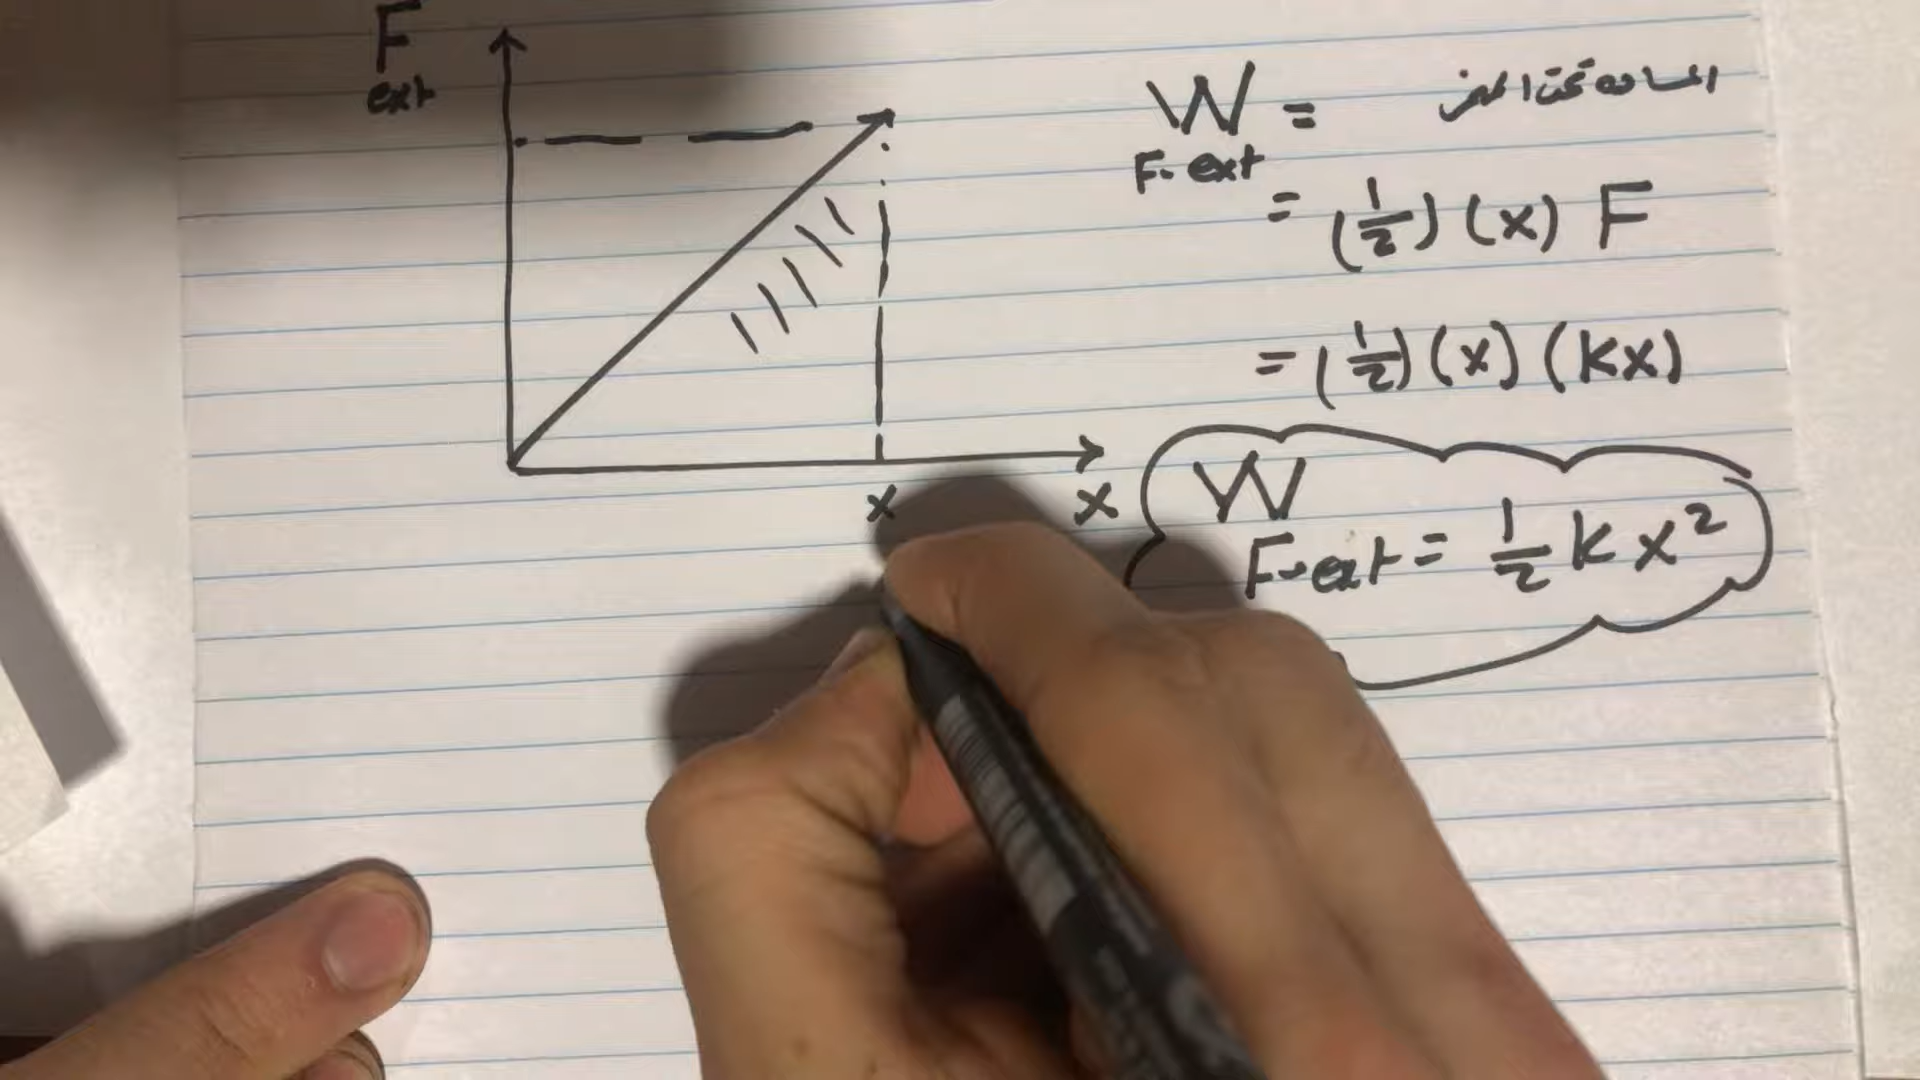 F
ext
W = المساحة تحت المنحنى
F. ext
= (1/2) (x) F
= (1/2) (x) (kx)
x
x
W
F.ext = 1/2 k x²